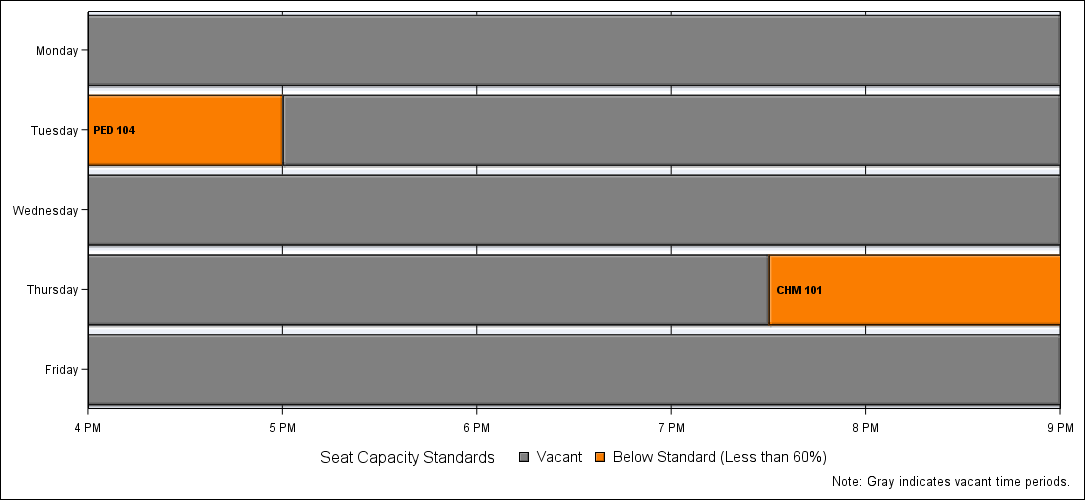 Monday
Tuesday
PED 104
Wednesday
Thursday
CHM 101
Friday
4 PM 5 PM 6 PM 7 PM 8 PM 9 PM
Seat Capacity Standards Vacant Below Standard (Less than 60%)
Note: Gray indicates vacant time periods.